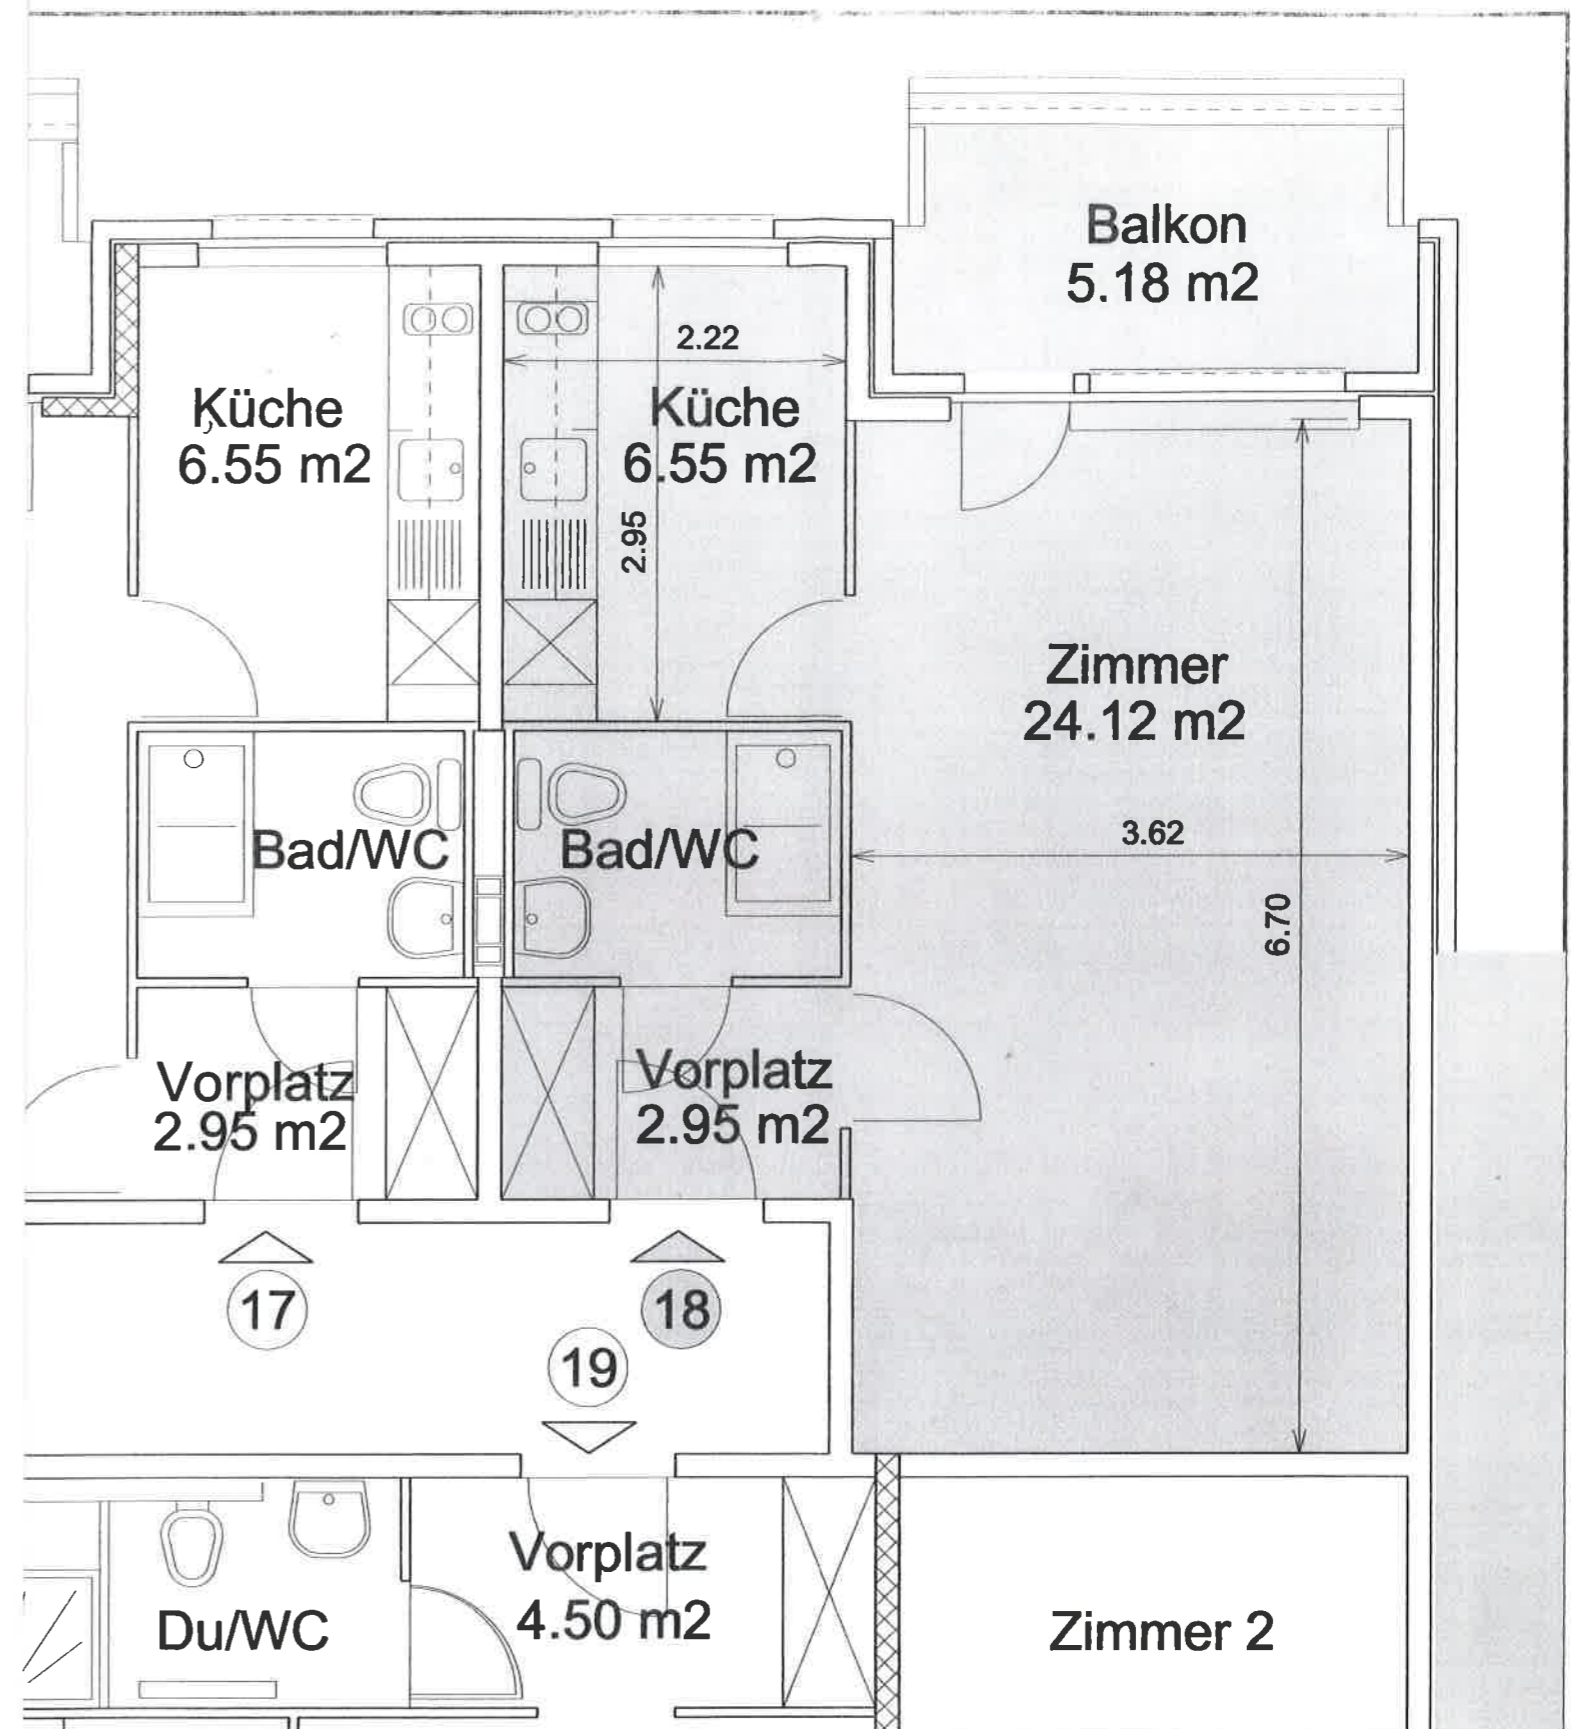 Balkon
5.18 m2
2.22
Küche
6.55 m2
Küche
6.55 m2
2.95
Zimmer
24.12 m2
3.62
6.70
Bad/WC
Bad/WC
Vorplatz
2.95 m2
Vorplatz
2.95 m2
17
18
19
Vorplatz
4.50 m2
Du/WC
Zimmer 2